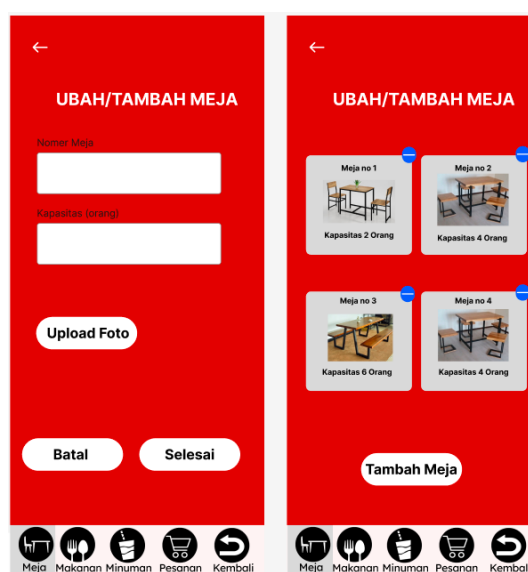 UBAH/TAMBAH MEJA
Nomer Meja
Kapasitas (orang)
Upload Foto
Batal
Selesai
Meja
Makanan
Minuman
Pesanan
Kembali
UBAH/TAMBAH MEJA
Meja no 1
Kapasitas 2 Orang
Meja no 2
Kapasitas 4 Orang
Meja no 3
Kapasitas 6 Orang
Meja no 4
Kapasitas 4 Orang
Tambah Meja
Meja
Makanan
Minuman
Pesanan
Kembali